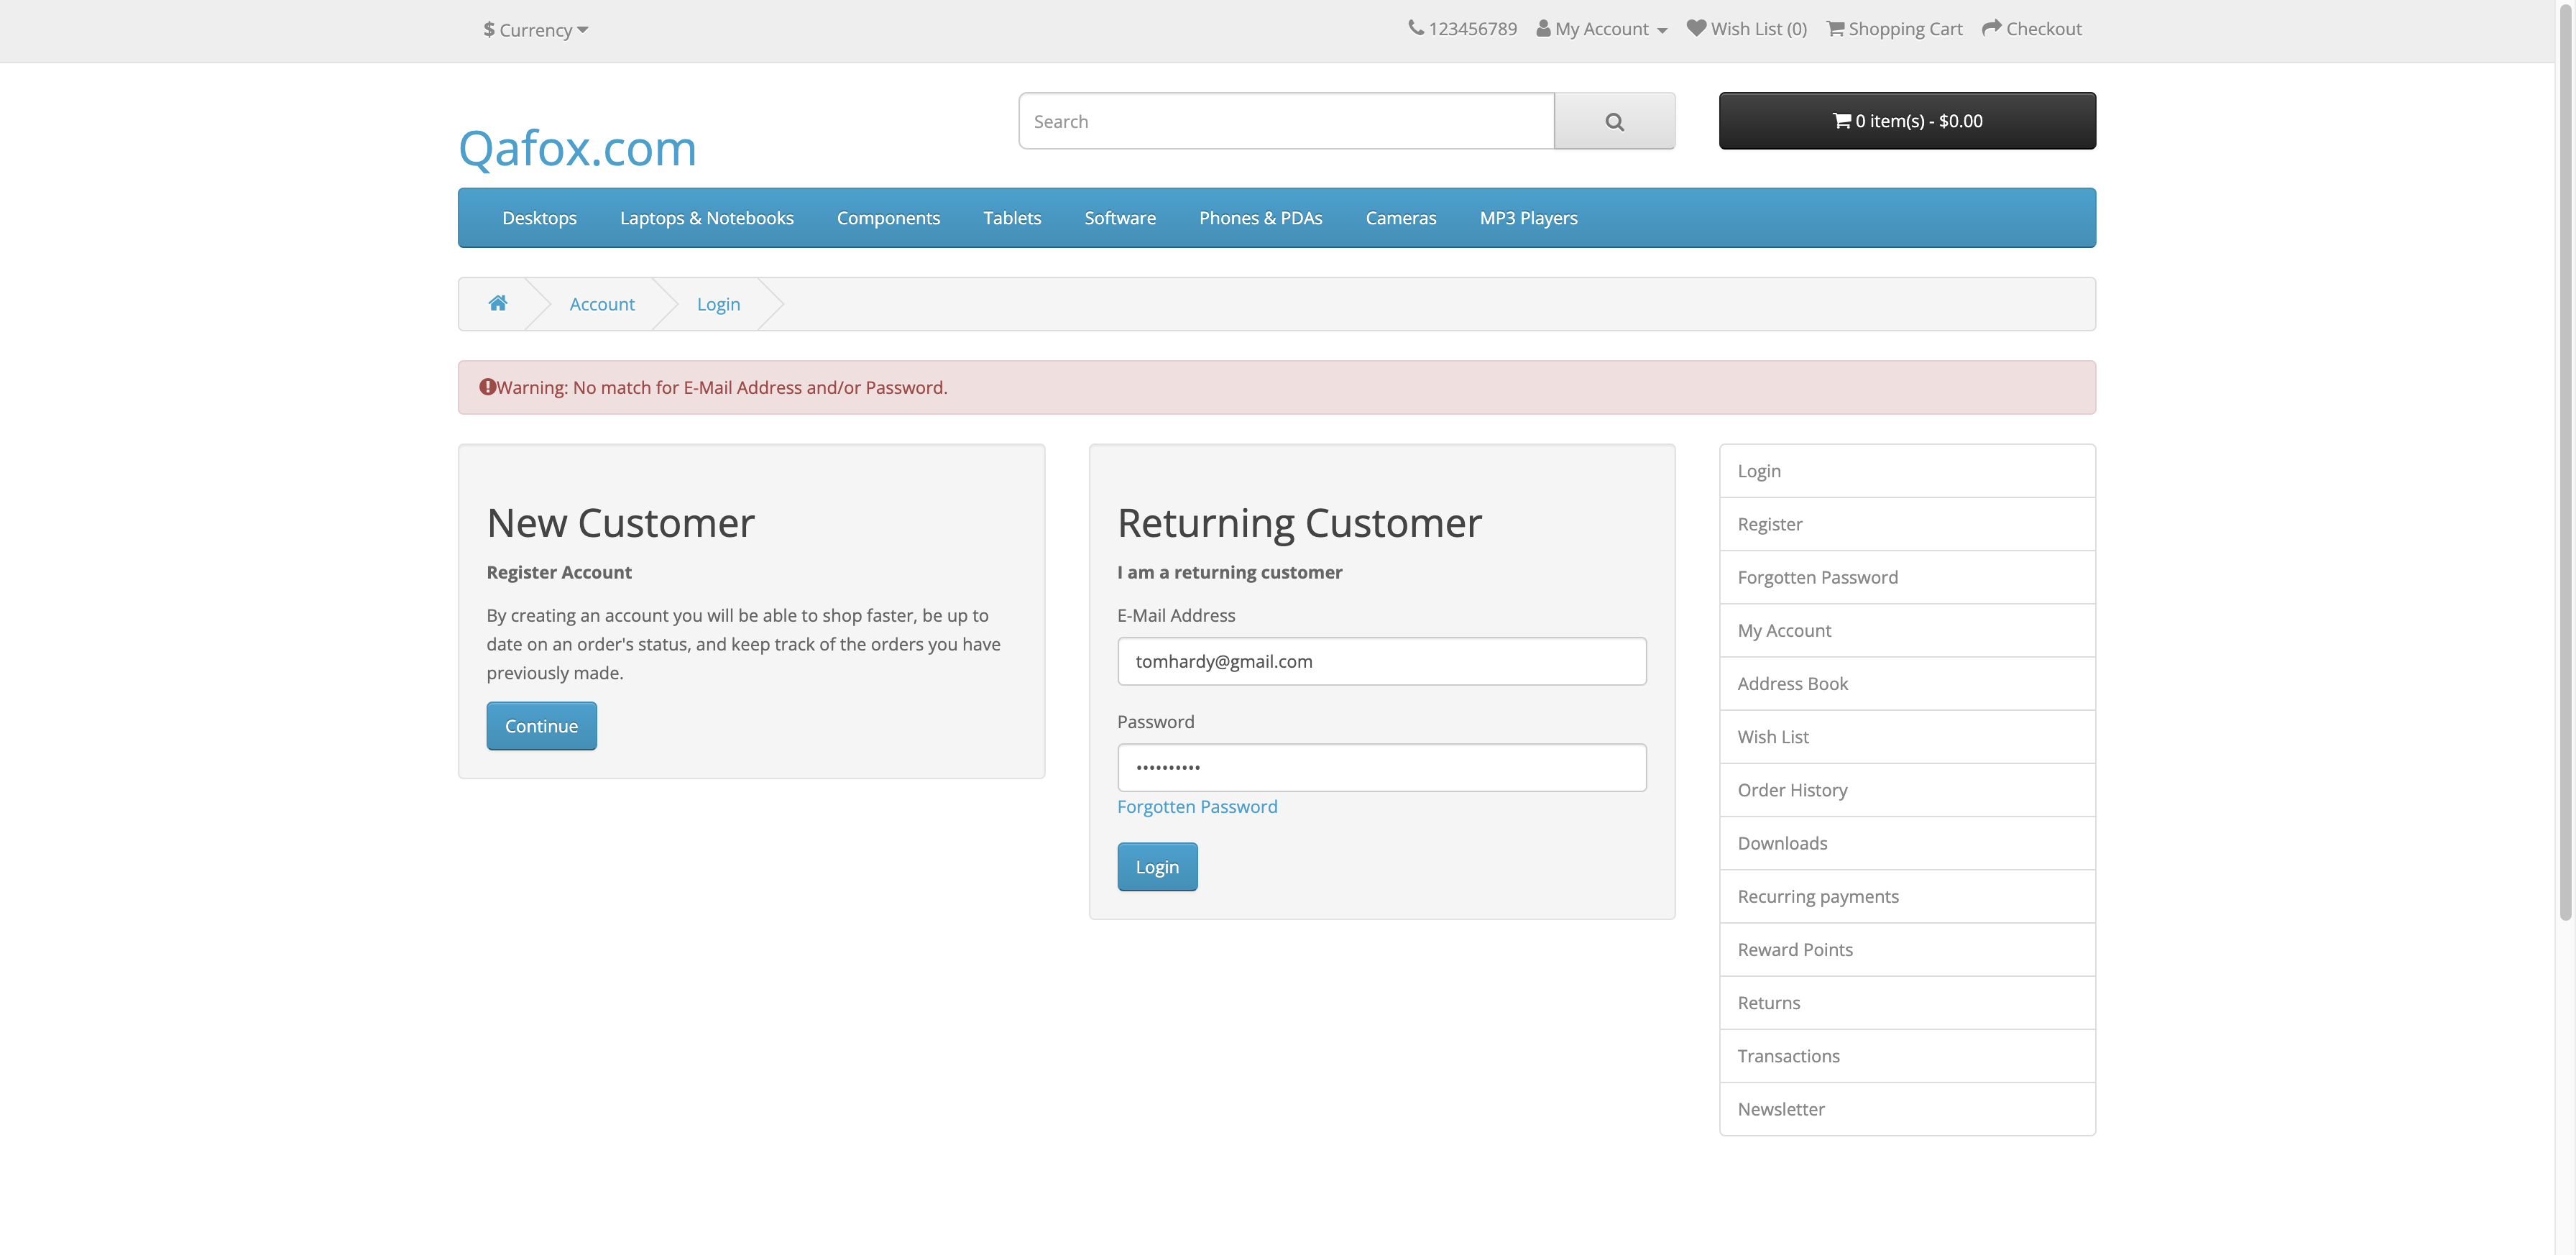 $ Currency
123456789 My Account Wish List (0) Shopping Cart Checkout
Qafox.com
Search
0 item(s) - $0.00
Desktops Laptops & Notebooks Components Tablets Software Phones & PDAs Cameras MP3 Players
Account Login
Warning: No match for E-Mail Address and/or Password.
New Customer
Register Account
By creating an account you will be able to shop faster, be up to
date on an order's status, and keep track of the orders you have
previously made.
Continue
Returning Customer
I am a returning customer
E-Mail Address
tomhardy@gmail.com
Password
••••••••••
Forgotten Password
Login
Login
Register
Forgotten Password
My Account
Address Book
Wish List
Order History
Downloads
Recurring payments
Reward Points
Returns
Transactions
Newsletter